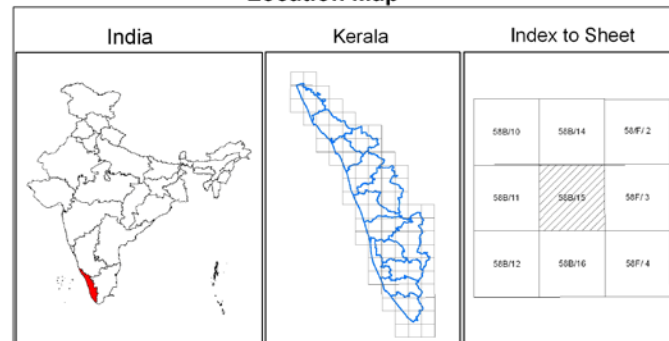 Location Map
India
Kerala
Index to Sheet
58B/10 58B/14 58/F/ 2
58B/11 58B/15 58F/ 3
58B/12 58B/16 58F/ 4